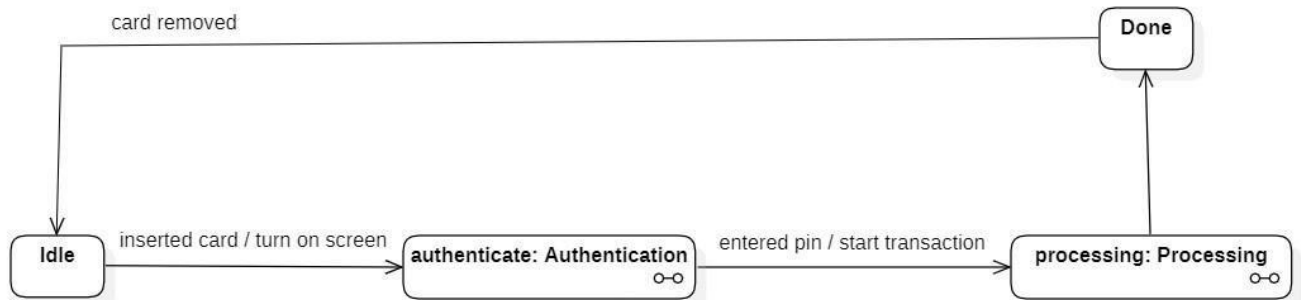 card removed
Done
Idle
inserted card / turn on screen
authenticate: Authentication
entered pin / start transaction
processing: Processing